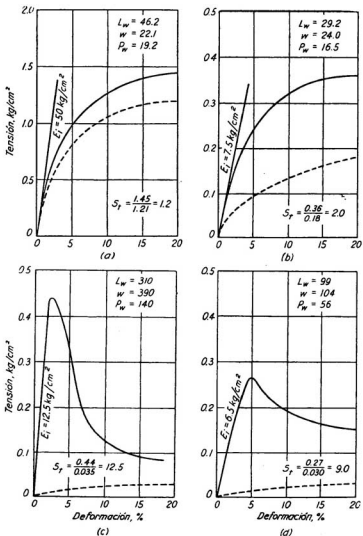 Tensión, kg/cm²
2.0
1.5
1.0
0.5
0
E_i = 50 kg/cm²
L_w = 46.2
w = 22.1
P_w = 19.2
S_t = 1.45/1.21 = 1.2
0 5 10 15 20
(a)
0.4
0.3
0.2
0.1
0
E_i = 7.5 kg/cm²
L_w = 29.2
w = 24.0
P_w = 16.5
S_t = 0.36/0.18 = 2.0
0 5 10 15 20
(b)
Tensión, kg/cm²
0.5
0.4
0.3
0.2
0.1
0
E_i = 12.5 kg/cm²
L_w = 310
w = 390
P_w = 140
S_t = 0.44/0.035 = 12.5
0 5 10 15 20
Deformación, %
(c)
0.5
0.4
0.3
0.2
0.1
0
E_i = 6.5 kg/cm²
L_w = 99
w = 104
P_w = 56
S_t = 0.27/0.030 = 9.0
0 5 10 15 20
Deformación, %
(d)